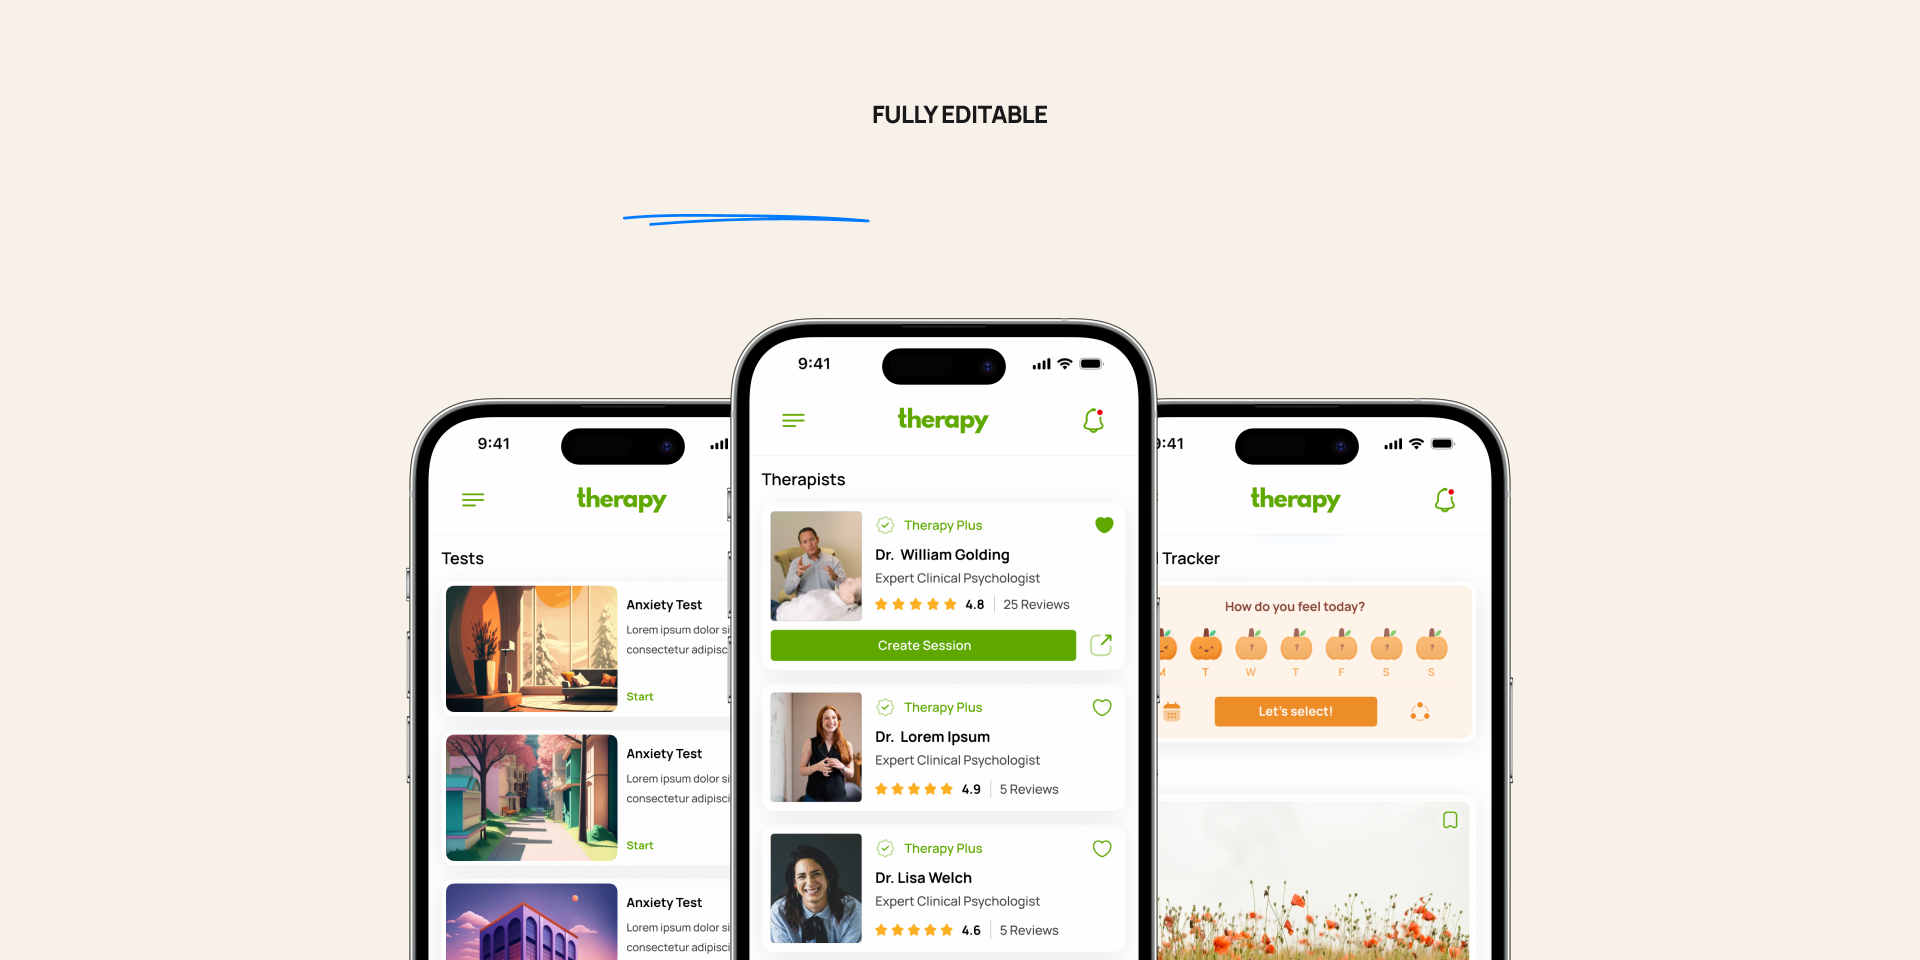 FULLY EDITABLE
9:41
therapy
Tests
Anxiety Test
Lorem ipsum dolor si
consectetur adipisc
Start
Anxiety Test
Lorem ipsum dolor si
consectetur adipisci
Start
Anxiety Test
Lorem ipsum dolor si
consectetur adipisci
9:41
therapy
Therapists
Therapy Plus
Dr. William Golding
Expert Clinical Psychologist
4.8 25 Reviews
Create Session
Therapy Plus
Dr. Lorem Ipsum
Expert Clinical Psychologist
4.9 5 Reviews
Therapy Plus
Dr. Lisa Welch
Expert Clinical Psychologist
4.6 5 Reviews
9:41
therapy
Tracker
How do you feel today?
? ? ? ? ?
M T W T F S S
Let's select!